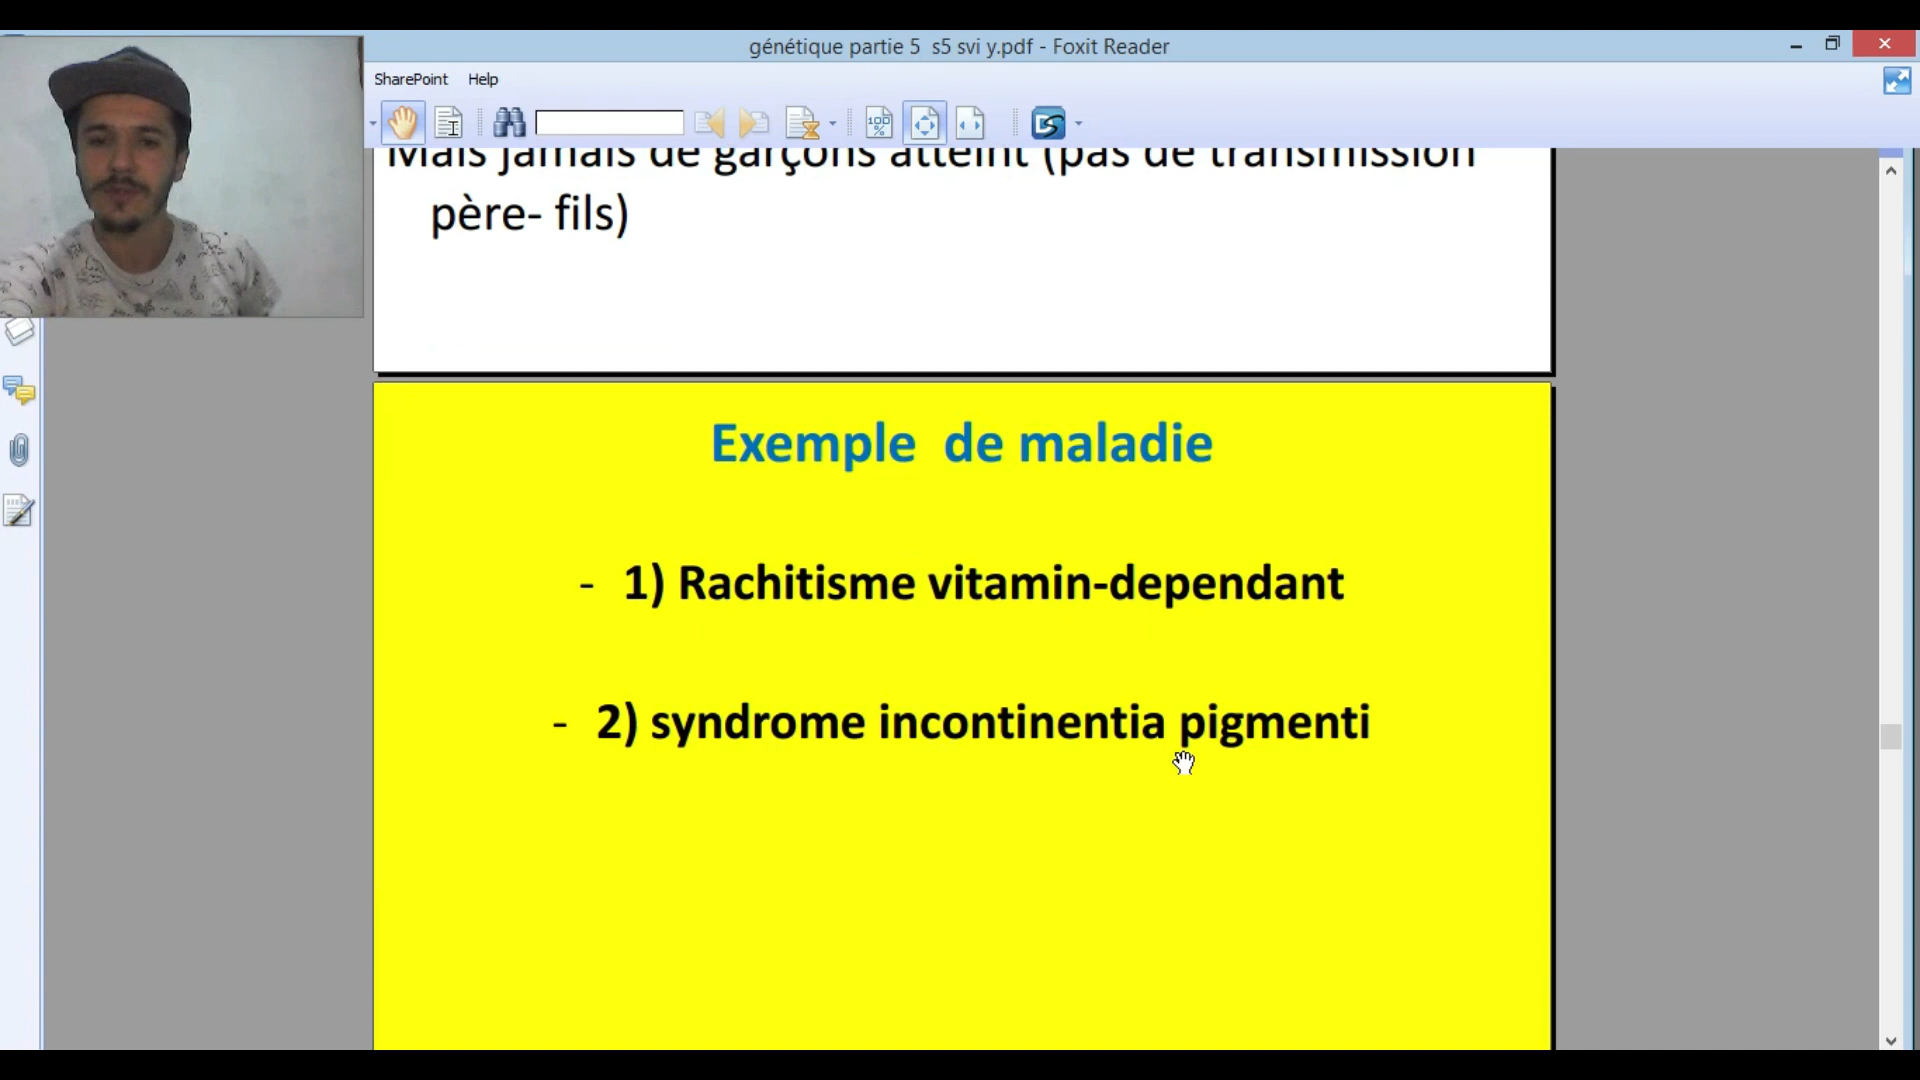 génétique partie 5  s5 svi y.pdf - Foxit Reader
SharePoint Help
Mais jamais de garçons atteint (pas de transmission
père- fils)
Exemple  de maladie
- 1) Rachitisme vitamin-dependant
- 2) syndrome incontinentia pigmenti